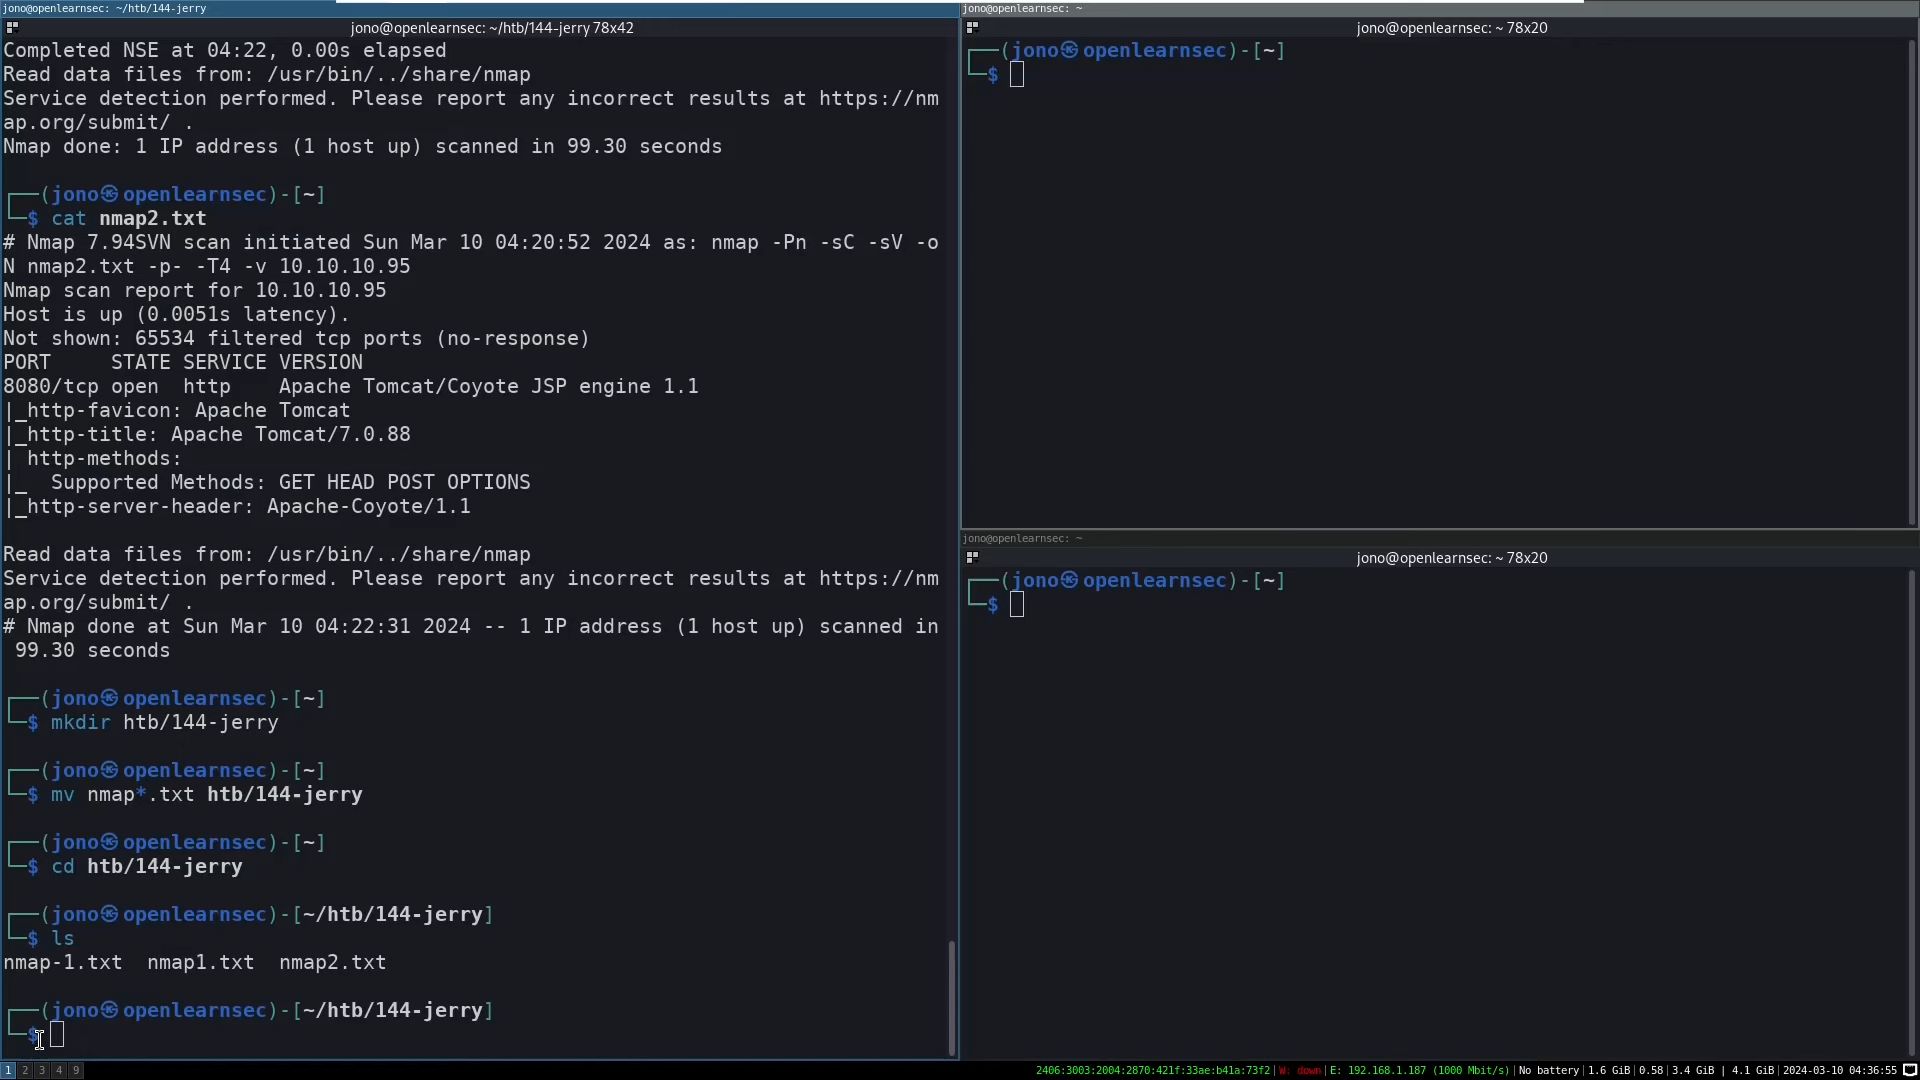 jono@openlearnsec: ~/htb/144-jerry
jono@openlearnsec: ~/htb/144-jerry 78x42
Completed NSE at 04:22, 0.00s elapsed
Read data files from: /usr/bin/../share/nmap
Service detection performed. Please report any incorrect results at https://nm
ap.org/submit/ .
Nmap done: 1 IP address (1 host up) scanned in 99.30 seconds
┌──(jono㉿openlearnsec)-[~]
└─$ cat nmap2.txt
# Nmap 7.94SVN scan initiated Sun Mar 10 04:20:52 2024 as: nmap -Pn -sC -sV -o
N nmap2.txt -p- -T4 -v 10.10.10.95
Nmap scan report for 10.10.10.95
Host is up (0.0051s latency).
Not shown: 65534 filtered tcp ports (no-response)
PORT     STATE SERVICE VERSION
8080/tcp open  http    Apache Tomcat/Coyote JSP engine 1.1
|_http-favicon: Apache Tomcat
|_http-title: Apache Tomcat/7.0.88
| http-methods:
|_  Supported Methods: GET HEAD POST OPTIONS
|_http-server-header: Apache-Coyote/1.1
Read data files from: /usr/bin/../share/nmap
Service detection performed. Please report any incorrect results at https://nm
ap.org/submit/ .
# Nmap done at Sun Mar 10 04:22:31 2024 -- 1 IP address (1 host up) scanned in
 99.30 seconds
┌──(jono㉿openlearnsec)-[~]
└─$ mkdir htb/144-jerry
┌──(jono㉿openlearnsec)-[~]
└─$ mv nmap*.txt htb/144-jerry
┌──(jono㉿openlearnsec)-[~]
└─$ cd htb/144-jerry
┌──(jono㉿openlearnsec)-[~/htb/144-jerry]
└─$ ls
nmap-1.txt  nmap1.txt  nmap2.txt
┌──(jono㉿openlearnsec)-[~/htb/144-jerry]
└─$
jono@openlearnsec: ~
jono@openlearnsec: ~ 78x20
┌──(jono㉿openlearnsec)-[~]
└─$
jono@openlearnsec: ~
jono@openlearnsec: ~ 78x20
┌──(jono㉿openlearnsec)-[~]
└─$
1 2 3 4 9
2406:3003:2004:2870:421f:33ae:b41a:73f2|W: down|E: 192.168.1.187 (1000 Mbit/s)|No battery|1.6 GiB|0.58|3.4 GiB | 4.1 GiB|2024-03-10 04:36:55